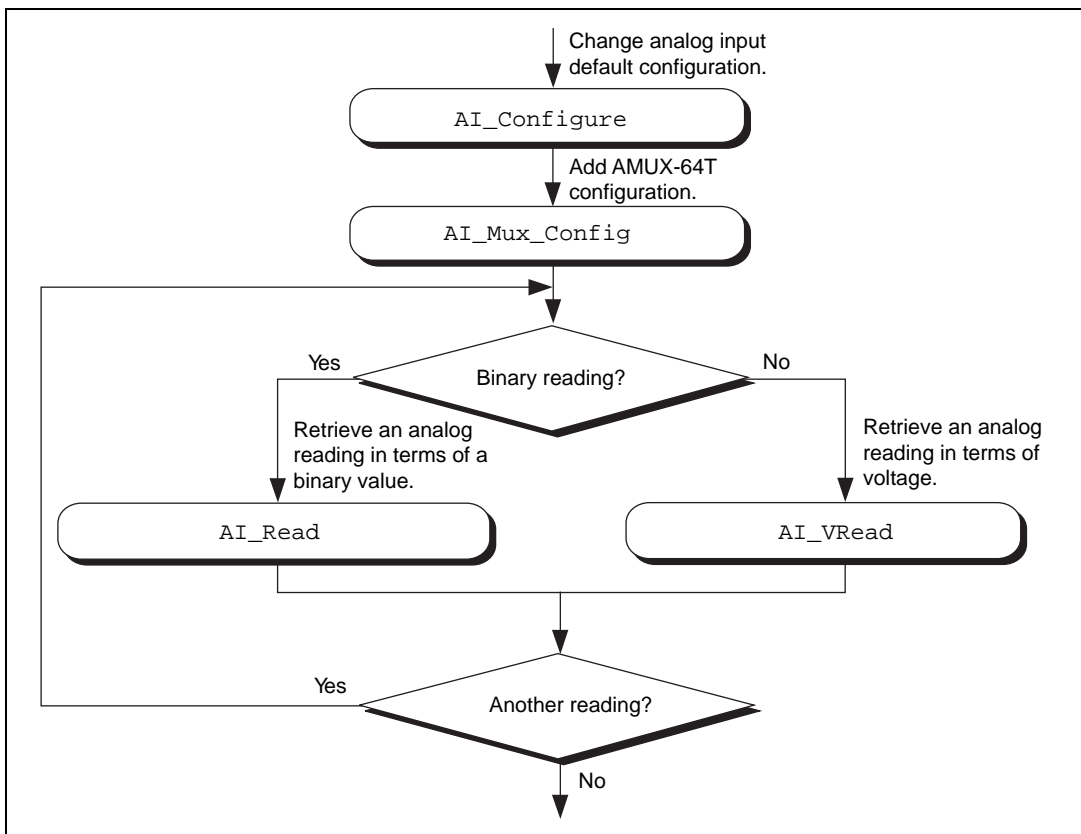 Change analog input
default configuration.
AI_Configure
Add AMUX-64T
configuration.
AI_Mux_Config
Yes
No
Binary reading?
Retrieve an analog
reading in terms of a
binary value.
Retrieve an analog
reading in terms of
voltage.
AI_Read
AI_VRead
Yes
Another reading?
No